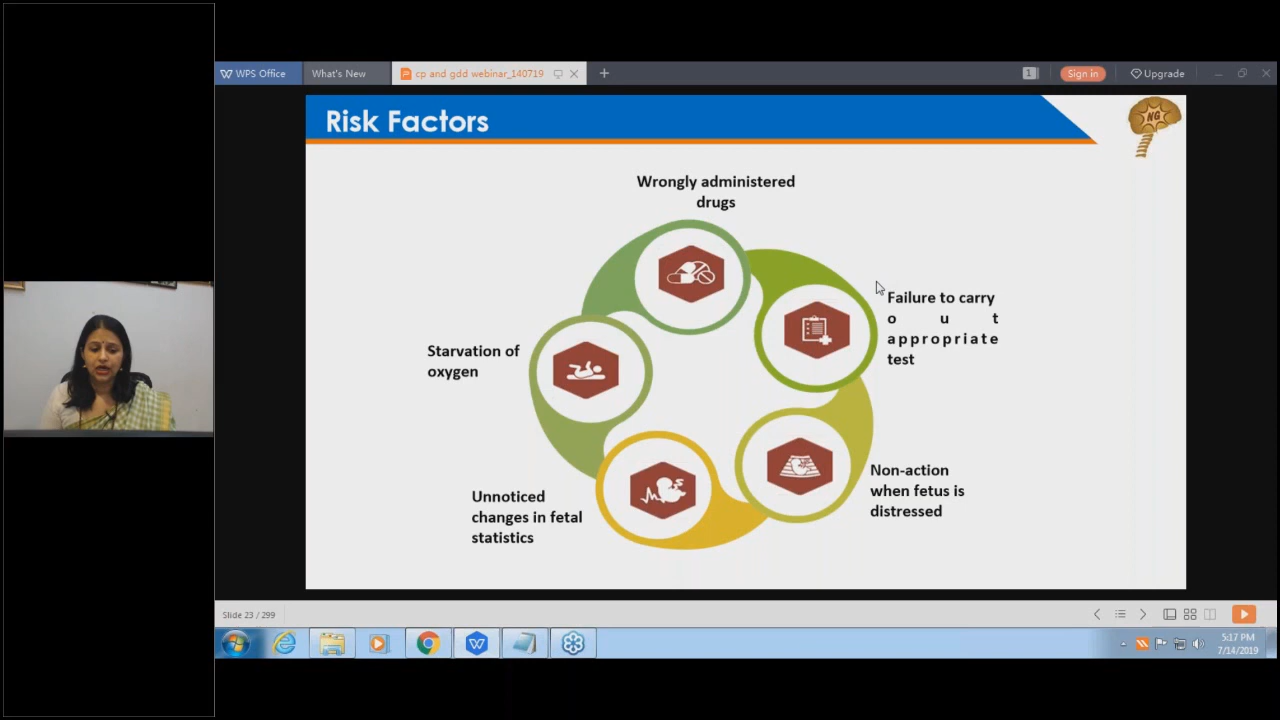 WPS Office
What's New
cp and gdd webinar_140719
1
Sign in
Upgrade
Risk Factors
NG
Wrongly administered
drugs
Failure to carry
o u t
appropriate
test
Starvation of
oxygen
Non-action
when fetus is
distressed
Unnoticed
changes in fetal
statistics
Slide 23 / 299
5:17 PM
7/14/2019